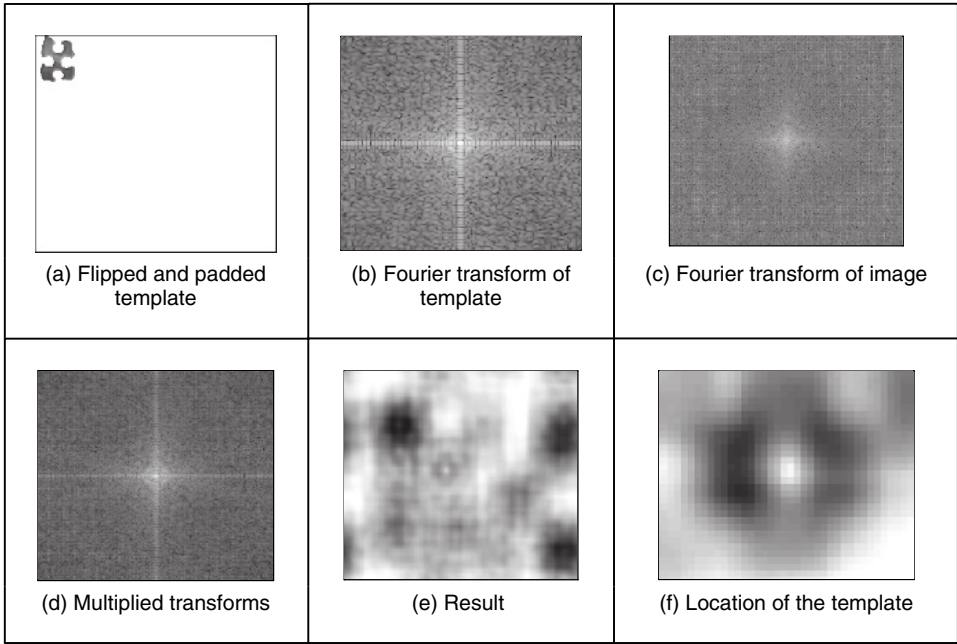 (a) Flipped and padded
template
(b) Fourier transform of
template
(c) Fourier transform of image
(d) Multiplied transforms
(e) Result
(f) Location of the template